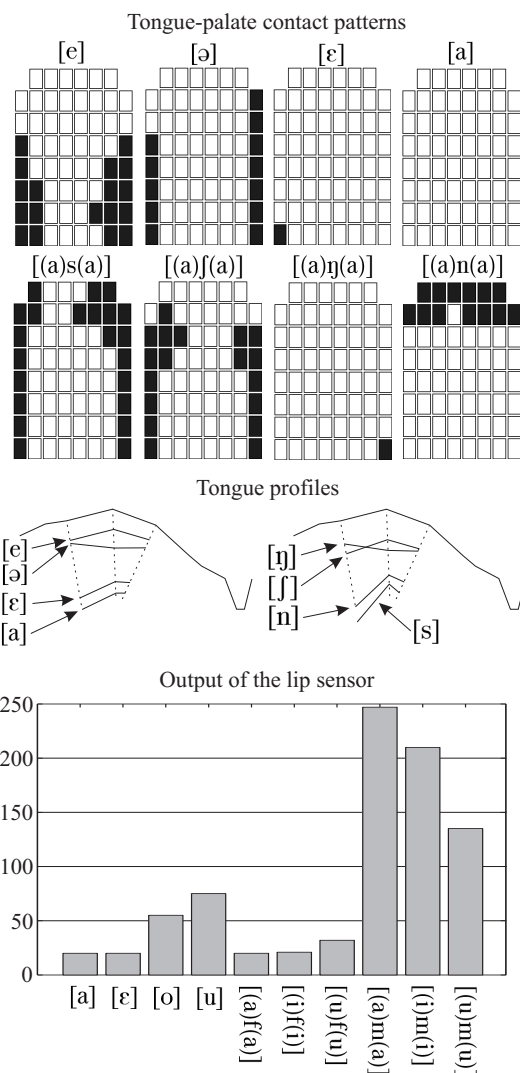 Tongue-palate contact patterns
[e] [ə] [ɛ] [a]
[(a)s(a)] [(a)ʃ(a)] [(a)ŋ(a)] [(a)n(a)]
Tongue profiles
[e]
[ə]
[ɛ]
[a]
[ŋ]
[ʃ]
[n]
[s]
Output of the lip sensor
250
200
150
100
50
0
[a] [ɛ] [o] [u] [(a)f(a)] [(i)f(i)] [(u)f(u)] [(a)m(a)] [(i)m(i)] [(u)m(u)]